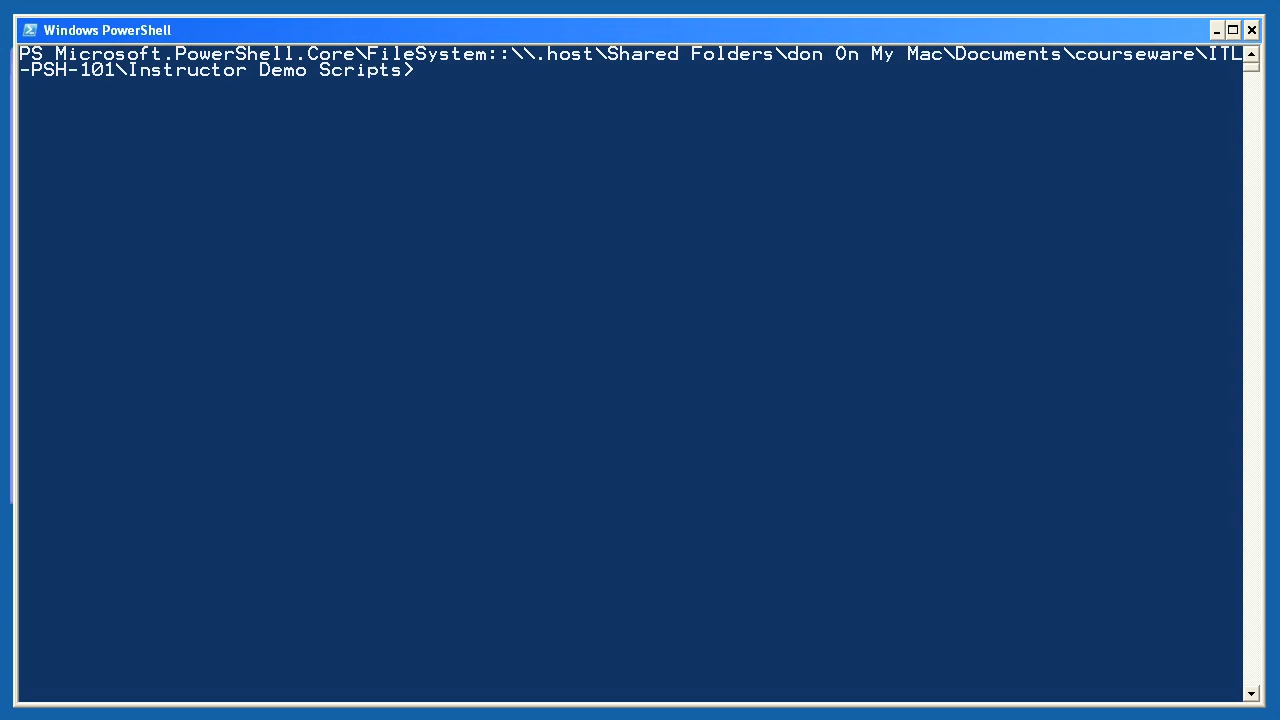 Windows PowerShell
PS Microsoft.PowerShell.Core\FileSystem::\\.host\Shared Folders\don On My Mac\Documents\courseware\ITL
-PSH-101\Instructor Demo Scripts>